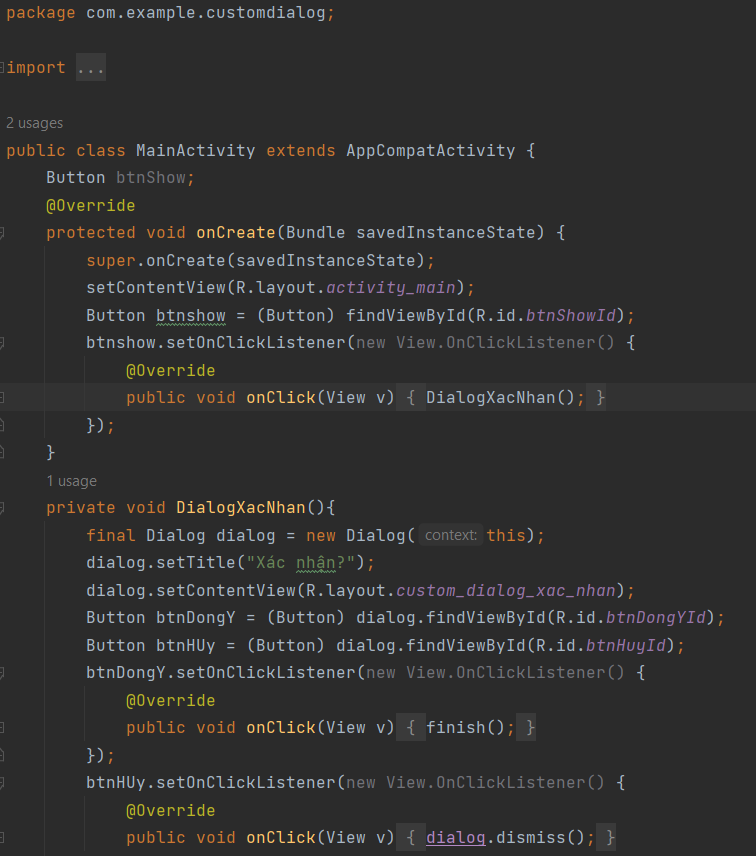 package com.example.customdialog;
import ...
2 usages
public class MainActivity extends AppCompatActivity {
    Button btnShow;
    @Override
    protected void onCreate(Bundle savedInstanceState) {
        super.onCreate(savedInstanceState);
        setContentView(R.layout.activity_main);
        Button btnshow = (Button) findViewById(R.id.btnShowId);
        btnshow.setOnClickListener(new View.OnClickListener() {
            @Override
            public void onClick(View v) { DialogXacNhan(); }
        });
    }
    1 usage
    private void DialogXacNhan(){
        final Dialog dialog = new Dialog( context: this);
        dialog.setTitle("Xác nhận?");
        dialog.setContentView(R.layout.custom_dialog_xac_nhan);
        Button btnDongY = (Button) dialog.findViewById(R.id.btnDongYId);
        Button btnHUy = (Button) dialog.findViewById(R.id.btnHuyId);
        btnDongY.setOnClickListener(new View.OnClickListener() {
            @Override
            public void onClick(View v) { finish(); }
        });
        btnHUy.setOnClickListener(new View.OnClickListener() {
            @Override
            public void onClick(View v) { dialog.dismiss(); }